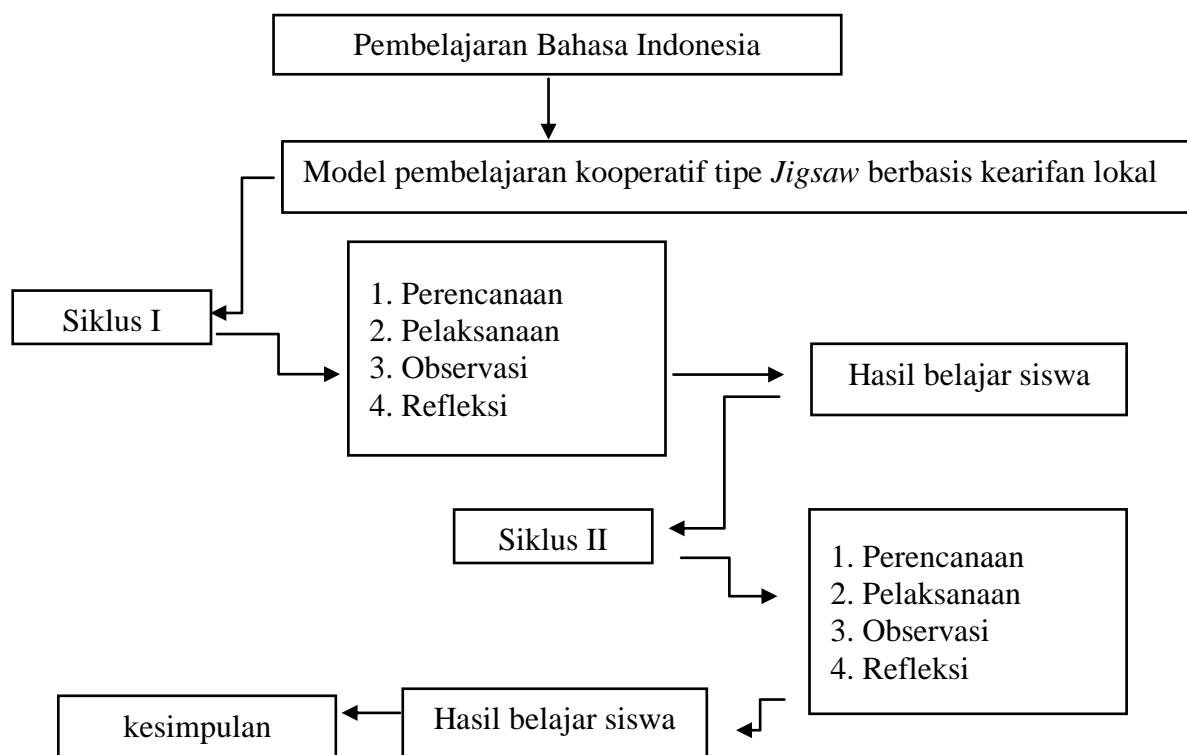 Pembelajaran Bahasa Indonesia
Model pembelajaran kooperatif tipe Jigsaw berbasis kearifan lokal
Siklus I
1. Perencanaan
2. Pelaksanaan
3. Observasi
4. Refleksi
Hasil belajar siswa
Siklus II
1. Perencanaan
2. Pelaksanaan
3. Observasi
4. Refleksi
Hasil belajar siswa
kesimpulan